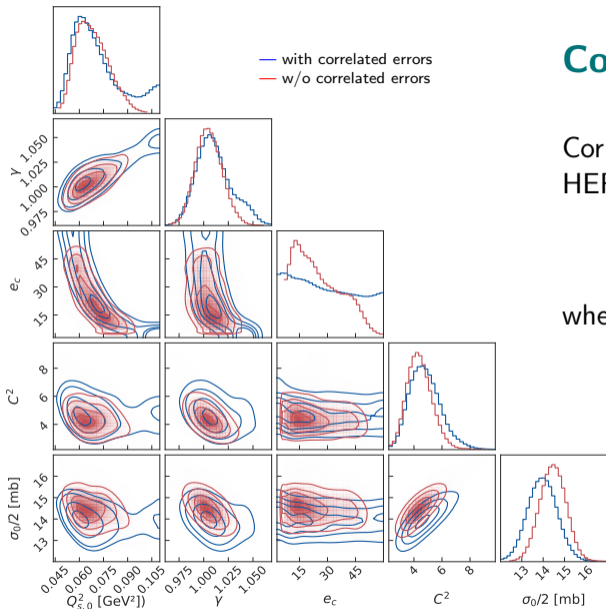 with correlated errors
w/o correlated errors
Co
Cor
HEF
whe
γ
1.050
1.025
1.000
0.975
e_c
45
30
15
C²
8
6
4
σ₀/2 [mb]
16
15
14
13
0.045 0.060 0.075 0.090 0.105
0.975 1.000 1.025 1.050
15 30 45
4 6 8
13 14 15 16
Q²ₛ,₀ [GeV²])
γ
e_c
C²
σ₀/2 [mb]